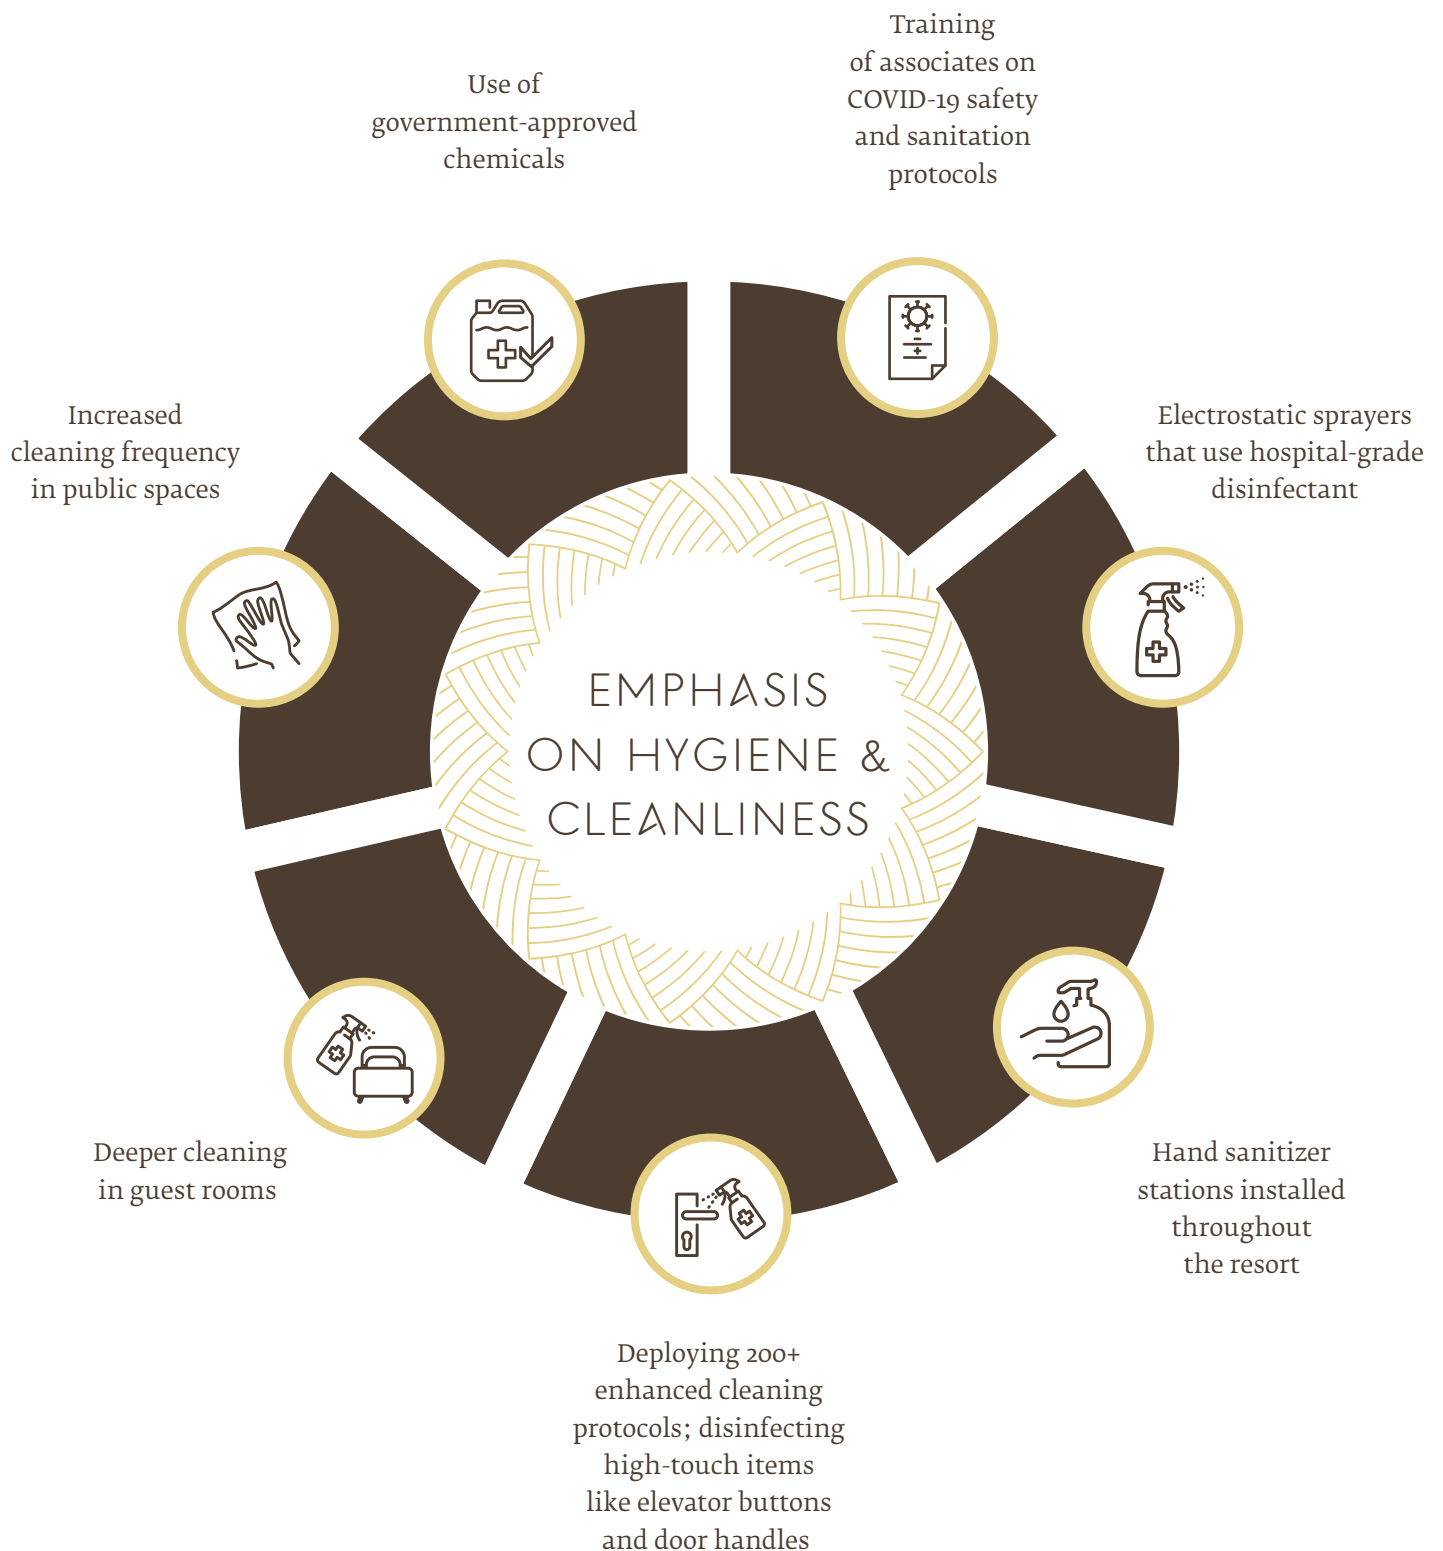 Training
of associates on
COVID-19 safety
and sanitation
protocols
Use of
government-approved
chemicals
Increased
cleaning frequency
in public spaces
Electrostatic sprayers
that use hospital-grade
disinfectant
EMPHASIS
ON HYGIENE &
CLEANLINESS
Deeper cleaning
in guest rooms
Hand sanitizer
stations installed
throughout
the resort
Deploying 200+
enhanced cleaning
protocols; disinfecting
high-touch items
like elevator buttons
and door handles